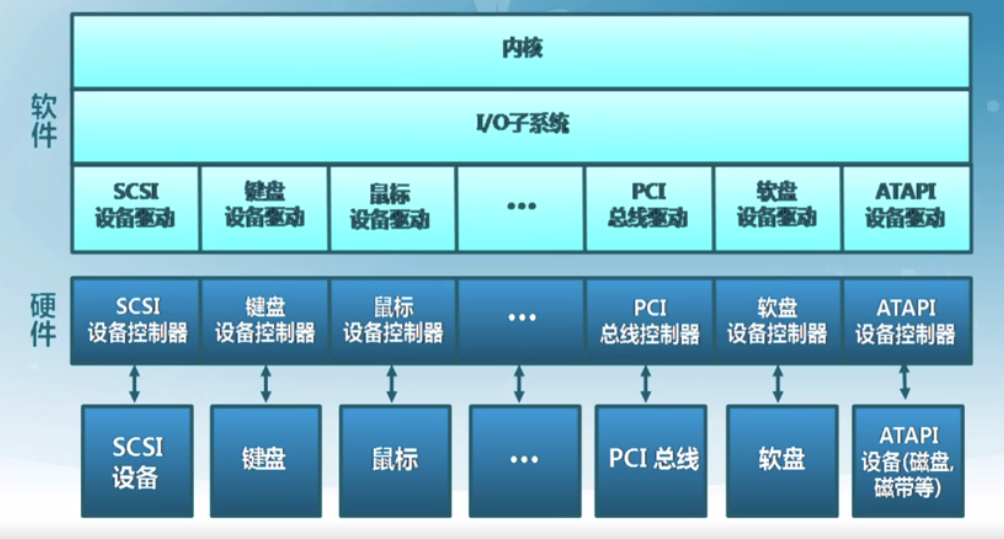 软件
内核
I/O子系统
SCSI
设备驱动
键盘
设备驱动
鼠标
设备驱动
...
PCI
总线驱动
软盘
设备驱动
ATAPI
设备驱动
硬件
SCSI
设备控制器
键盘
设备控制器
鼠标
设备控制器
...
PCI
总线控制器
软盘
设备控制器
ATAPI
设备控制器
SCSI
设备
键盘
鼠标
...
PCI 总线
软盘
ATAPI
设备(磁盘,
磁带等)